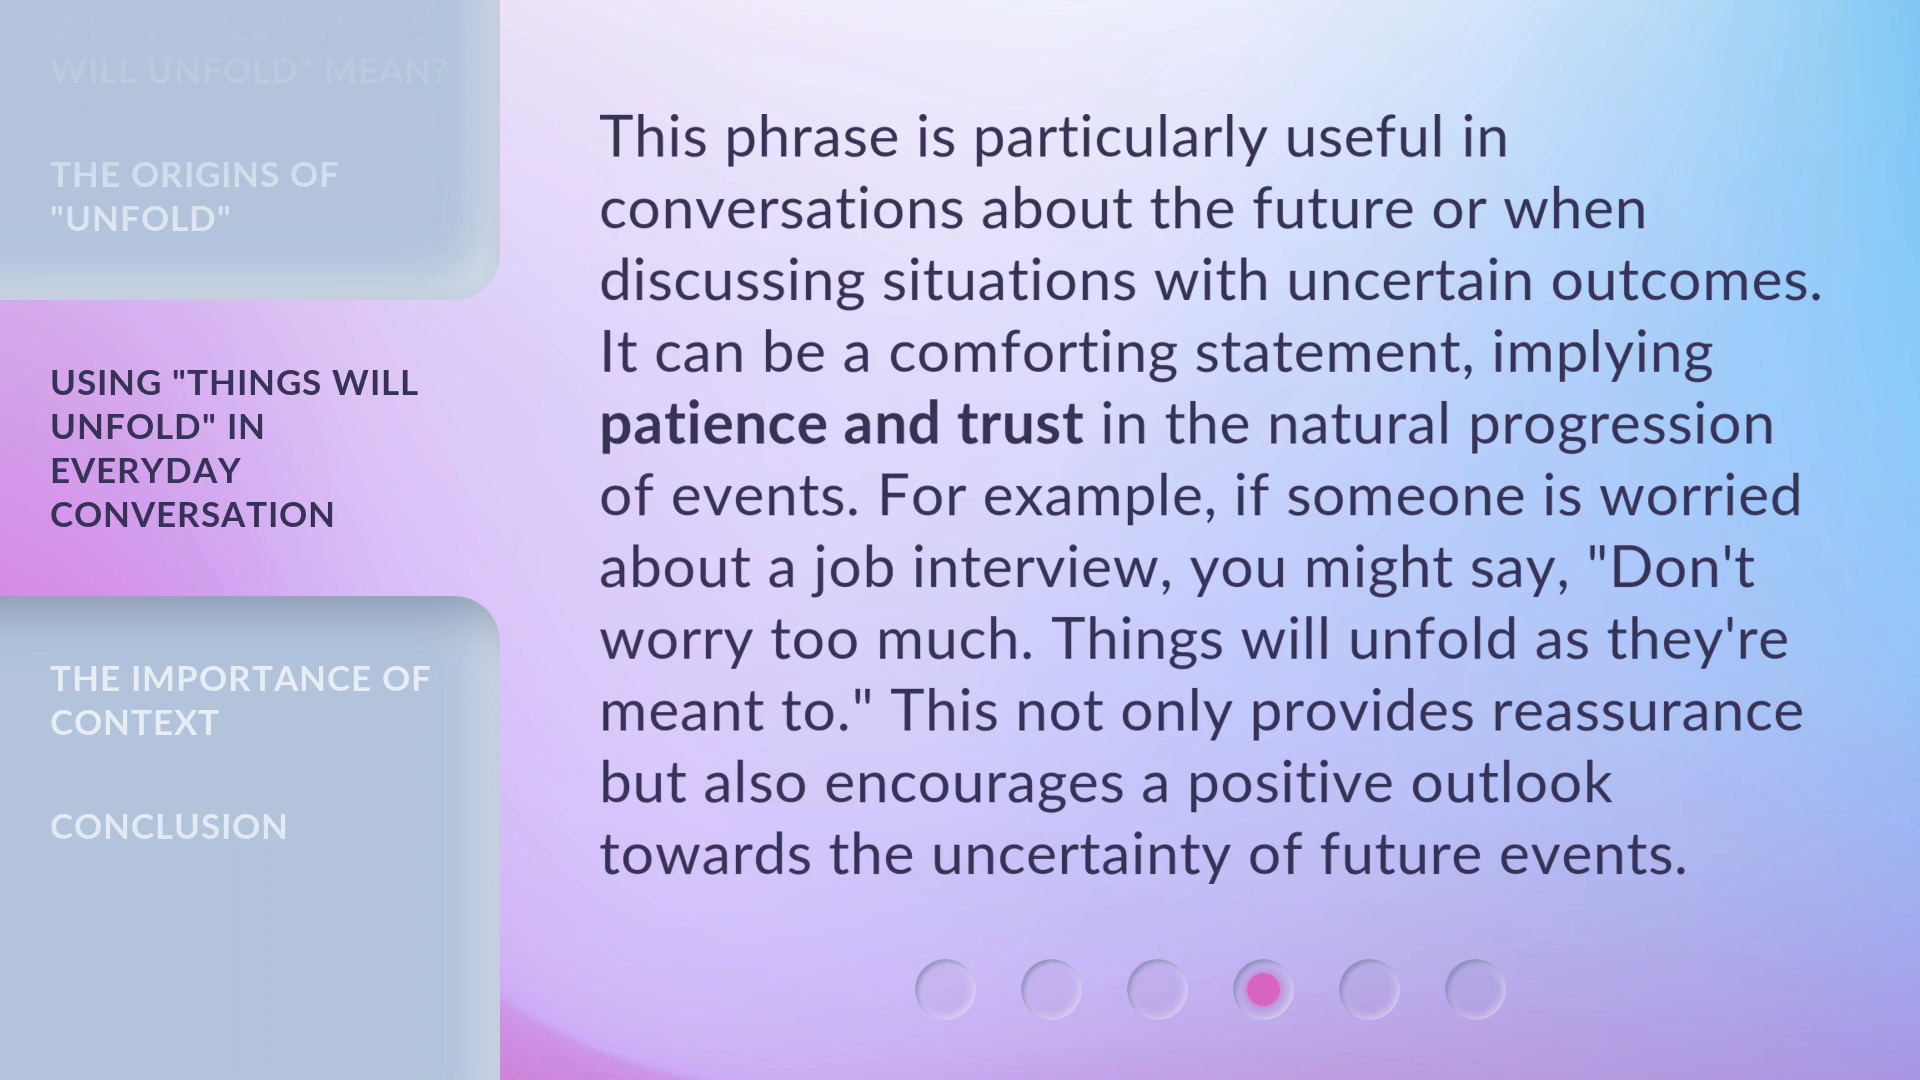 WHAT DOES "THINGS
WILL UNFOLD" MEAN?
THE ORIGINS OF
"UNFOLD"
USING "THINGS WILL
UNFOLD" IN
EVERYDAY
CONVERSATION
THE IMPORTANCE OF
CONTEXT
CONCLUSION
This phrase is particularly useful in
conversations about the future or when
discussing situations with uncertain outcomes.
It can be a comforting statement, implying
patience and trust in the natural progression
of events. For example, if someone is worried
about a job interview, you might say, "Don't
worry too much. Things will unfold as they're
meant to." This not only provides reassurance
but also encourages a positive outlook
towards the uncertainty of future events.